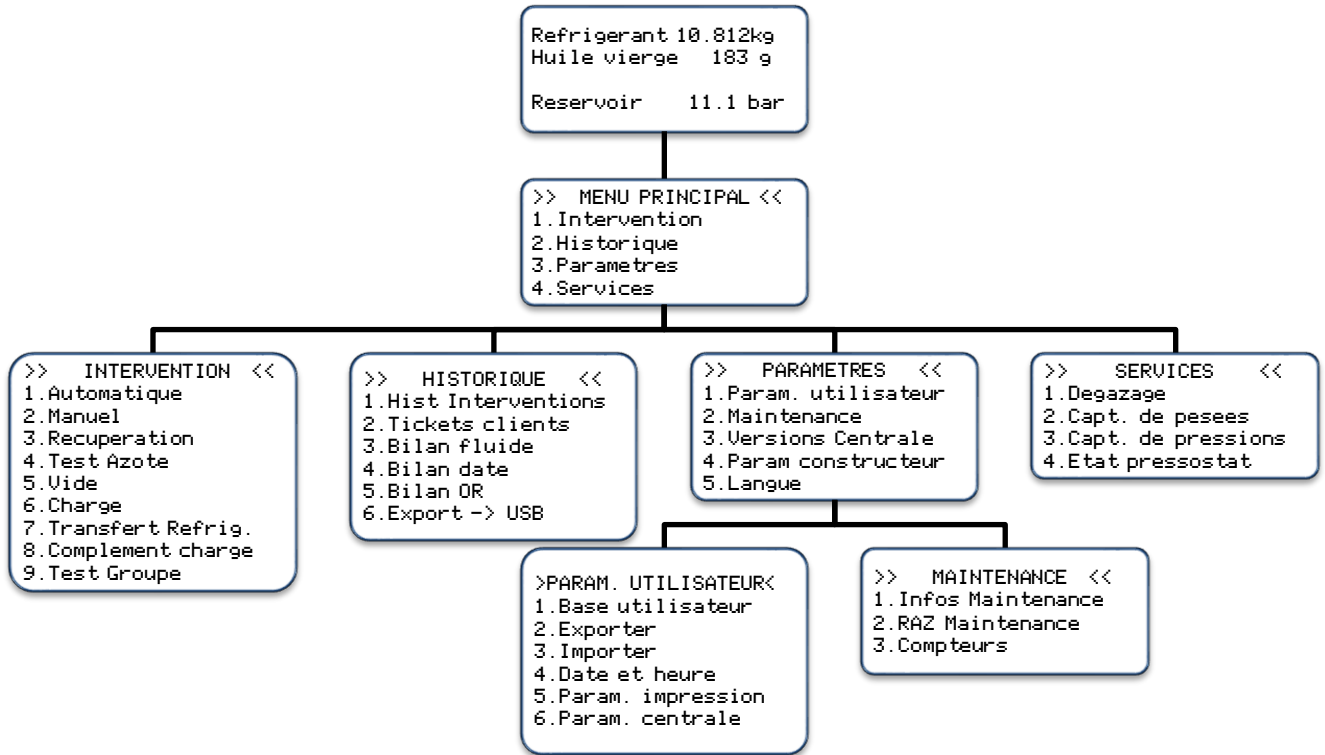 Refrigerant 10.812kg
Huile vierge 183 g
Reservoir 11.1 bar
>> MENU PRINCIPAL <<
1.Intervention
2.Historique
3.Parametres
4.Services
>> INTERVENTION <<
1.Automatique
2.Manuel
3.Recuperation
4.Test Azote
5.Vide
6.Charge
7.Transfert Refrig.
8.Complement charge
9.Test Groupe
>> HISTORIQUE <<
1.Hist Interventions
2.Tickets clients
3.Bilan fluide
4.Bilan date
5.Bilan OR
6.Export -> USB
>> PARAMETRES <<
1.Param. utilisateur
2.Maintenance
3.Versions Centrale
4.Param constructeur
5.Langue
>> SERVICES <<
1.Degazage
2.Capt. de pesees
3.Capt. de pressions
4.Etat pressostat
>PARAM. UTILISATEUR<
1.Base utilisateur
2.Exporter
3.Importer
4.Date et heure
5.Param. impression
6.Param. centrale
>> MAINTENANCE <<
1.Infos Maintenance
2.RAZ Maintenance
3.Compteurs